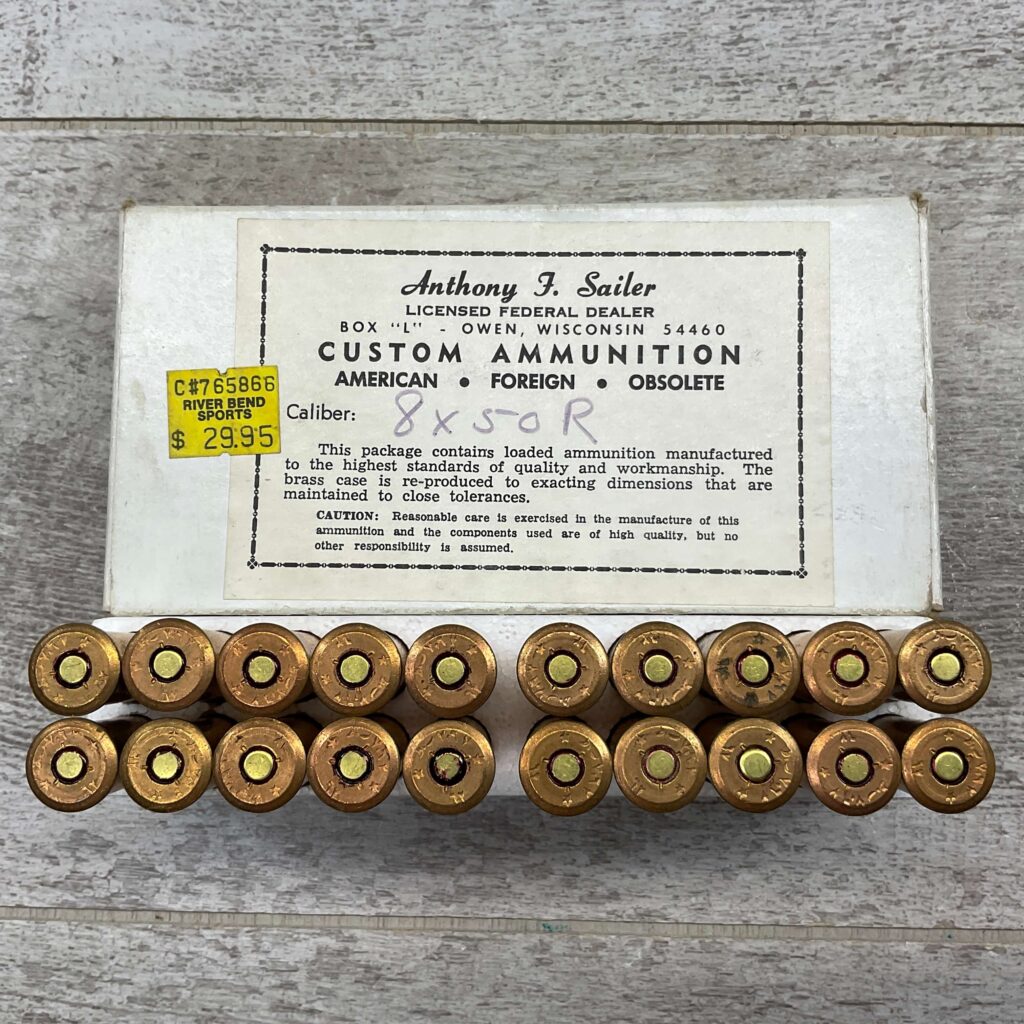 Anthony F. Sailer
LICENSED FEDERAL DEALER
BOX "L" - OWEN, WISCONSIN 54460
CUSTOM AMMUNITION
AMERICAN • FOREIGN • OBSOLETE
C#765866
RIVER BEND
SPORTS
$ 29.95
Caliber: 8x50R
This package contains loaded ammunition manufactured
to the highest standards of quality and workmanship. The
brass case is re-produced to exacting dimensions that are
maintained to close tolerances.
CAUTION: Reasonable care is exercised in the manufacture of this
ammunition and the components used are of high quality, but no
other responsibility is assumed.